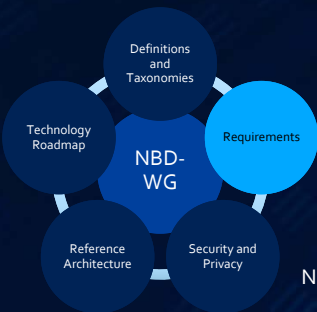 Definitions
and
Taxonomies
Technology
Roadmap
Requirements
NBD-
WG
Reference
Architecture
Security and
Privacy
N